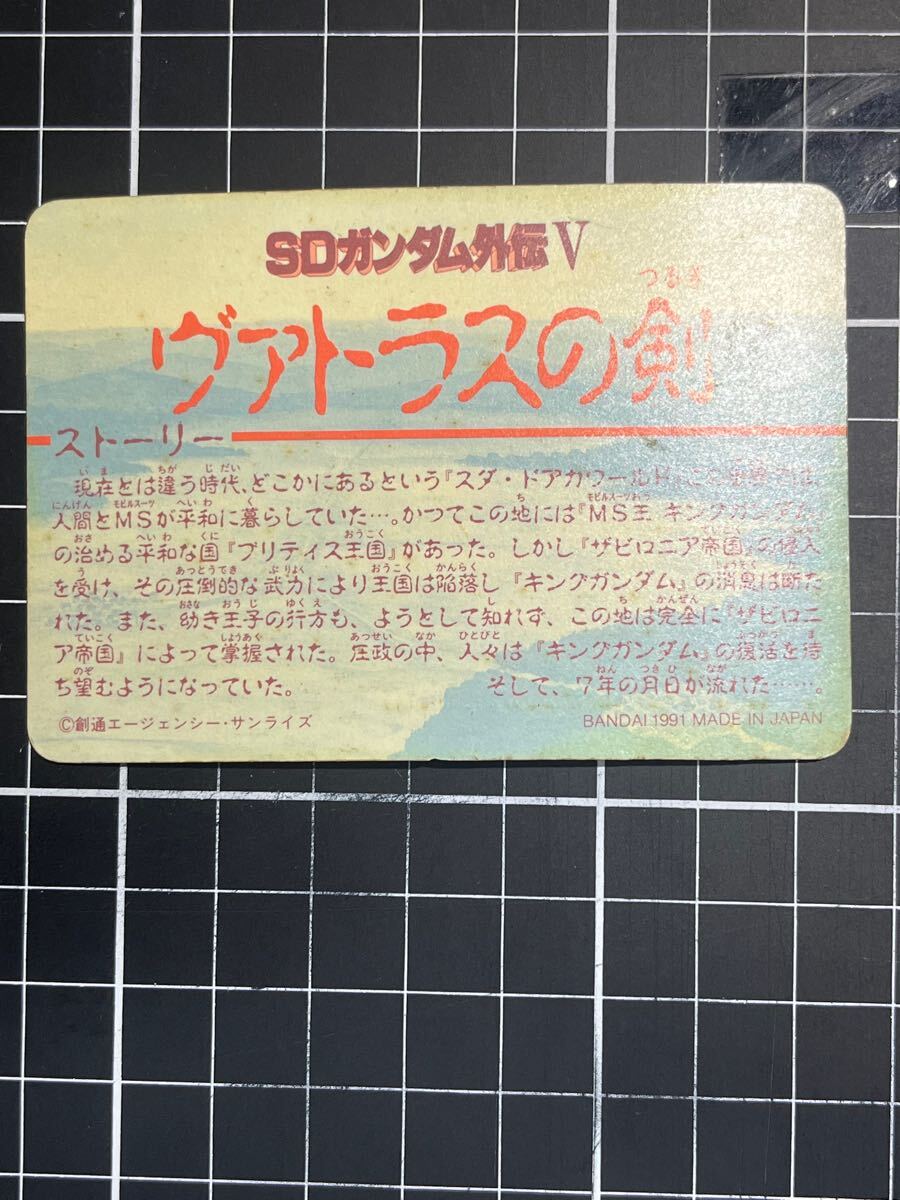 SDガンダム外伝 V
つるぎ
ヴアトラスの剣
ストーリー
現在とは違う時代、どこかにあるという『スダ・ドアカワールド』この世界では、
人間とMSが平和に暮らしていた…。かつてこの地には『MS王 キングガンダム』
の治める平和な国『ブリティス王国』があった。しかし『ザビロニア帝国』の侵入
を受け、その圧倒的な武力により王国は陥落し『キングガンダム』の消息は断た
れた。また、幼き王子の行方も、ようとして知れず、この地は完全に『ザビロニ
ア帝国』によって掌握された。圧政の中、人々は『キングガンダム』の復活を待
ち望むようになっていた。 そして、7年の月日が流れた……。
©創通エージェンシー・サンライズ BANDAI 1991 MADE IN JAPAN